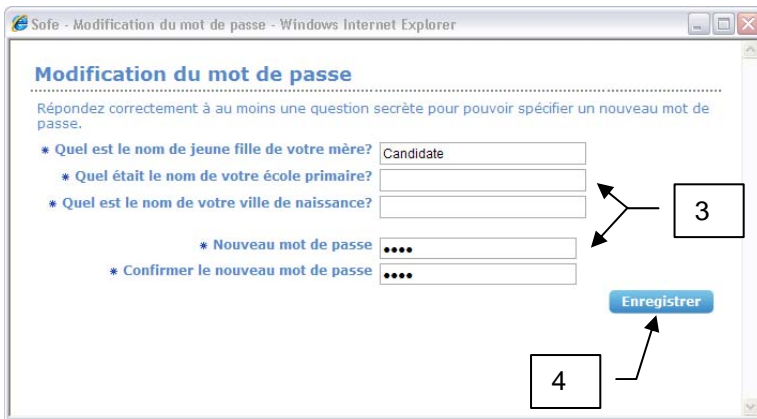 Sofe - Modification du mot de passe - Windows Internet Explorer
Modification du mot de passe
Répondez correctement à au moins une question secrète pour pouvoir spécifier un nouveau mot de
passe.
* Quel est le nom de jeune fille de votre mère? Candidate
* Quel était le nom de votre école primaire?
* Quel est le nom de votre ville de naissance?
3
* Nouveau mot de passe ••••
* Confirmer le nouveau mot de passe ••••
Enregistrer
4